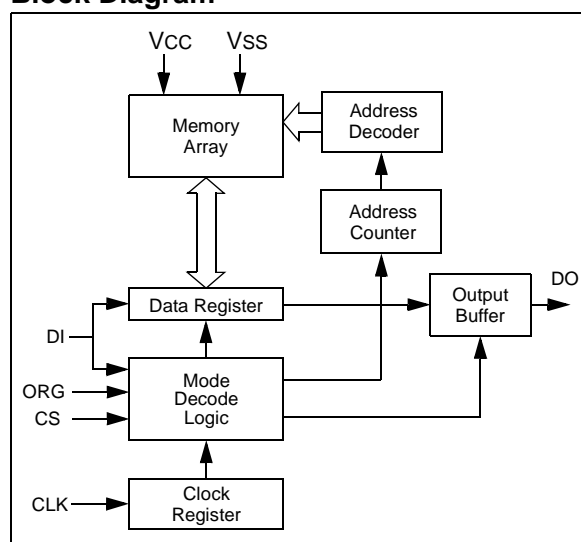 Block Diagram
VCC
VSS
Memory
Array
Address
Decoder
Address
Counter
Data Register
Output
Buffer
DO
DI
ORG
CS
Mode
Decode
Logic
CLK
Clock
Register